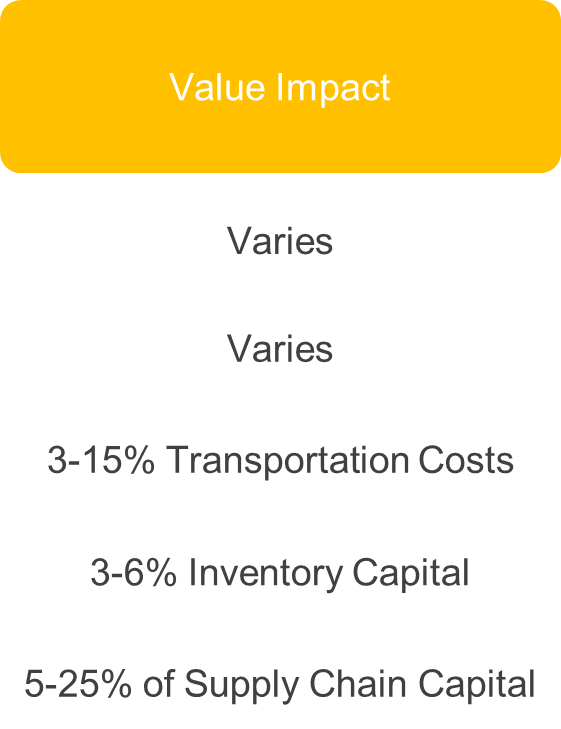 Value Impact
Varies
Varies
3-15% Transportation Costs
3-6% Inventory Capital
5-25% of Supply Chain Capital